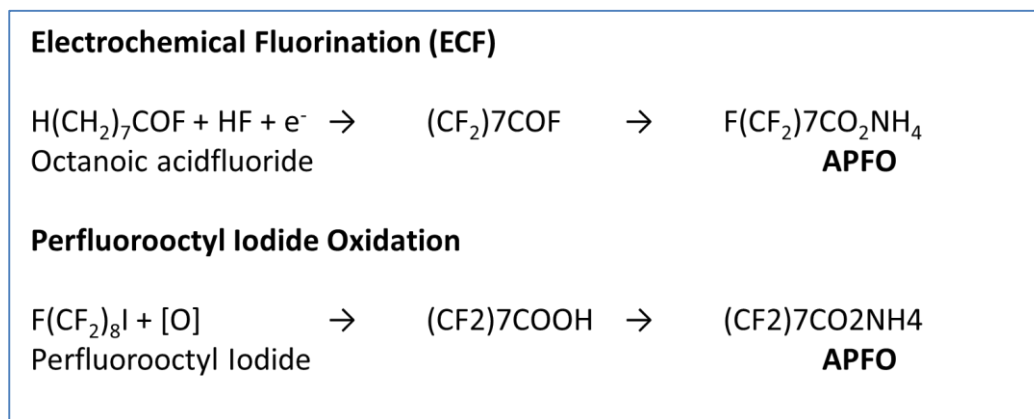 Electrochemical Fluorination (ECF)
H(CH₂)₇COF + HF + e⁻ → (CF₂)7COF → F(CF₂)7CO₂NH₄
Octanoic acidfluoride APFO
Perfluorooctyl Iodide Oxidation
F(CF₂)₈I + [O] → (CF2)7COOH → (CF2)7CO2NH4
Perfluorooctyl Iodide APFO